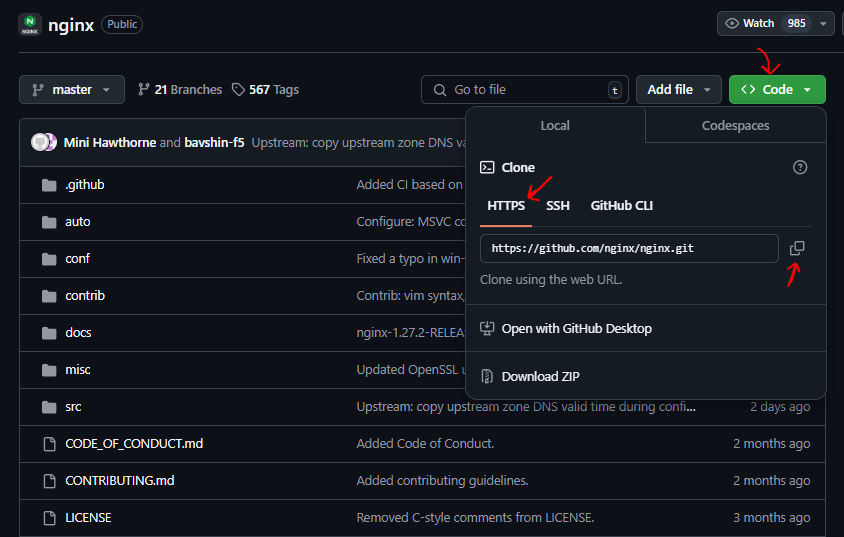 NGINX
nginx Public
Watch 985
master 21 Branches 567 Tags Go to file t Add file Code
Local Codespaces
Mini Hawthorne and bavshin-f5 Upstream: copy upstream zone DNS va
Clone
.github Added CI based on
HTTPS SSH GitHub CLI
auto Configure: MSVC co
https://github.com/nginx/nginx.git
conf Fixed a typo in win-
Clone using the web URL.
contrib Contrib: vim syntax,
Open with GitHub Desktop
docs nginx-1.27.2-RELEA
misc Updated OpenSSL u
Download ZIP
src Upstream: copy upstream zone DNS valid time during confi... 2 days ago
CODE_OF_CONDUCT.md Added Code of Conduct. 2 months ago
CONTRIBUTING.md Added contributing guidelines. 2 months ago
LICENSE Removed C-style comments from LICENSE. 3 months ago